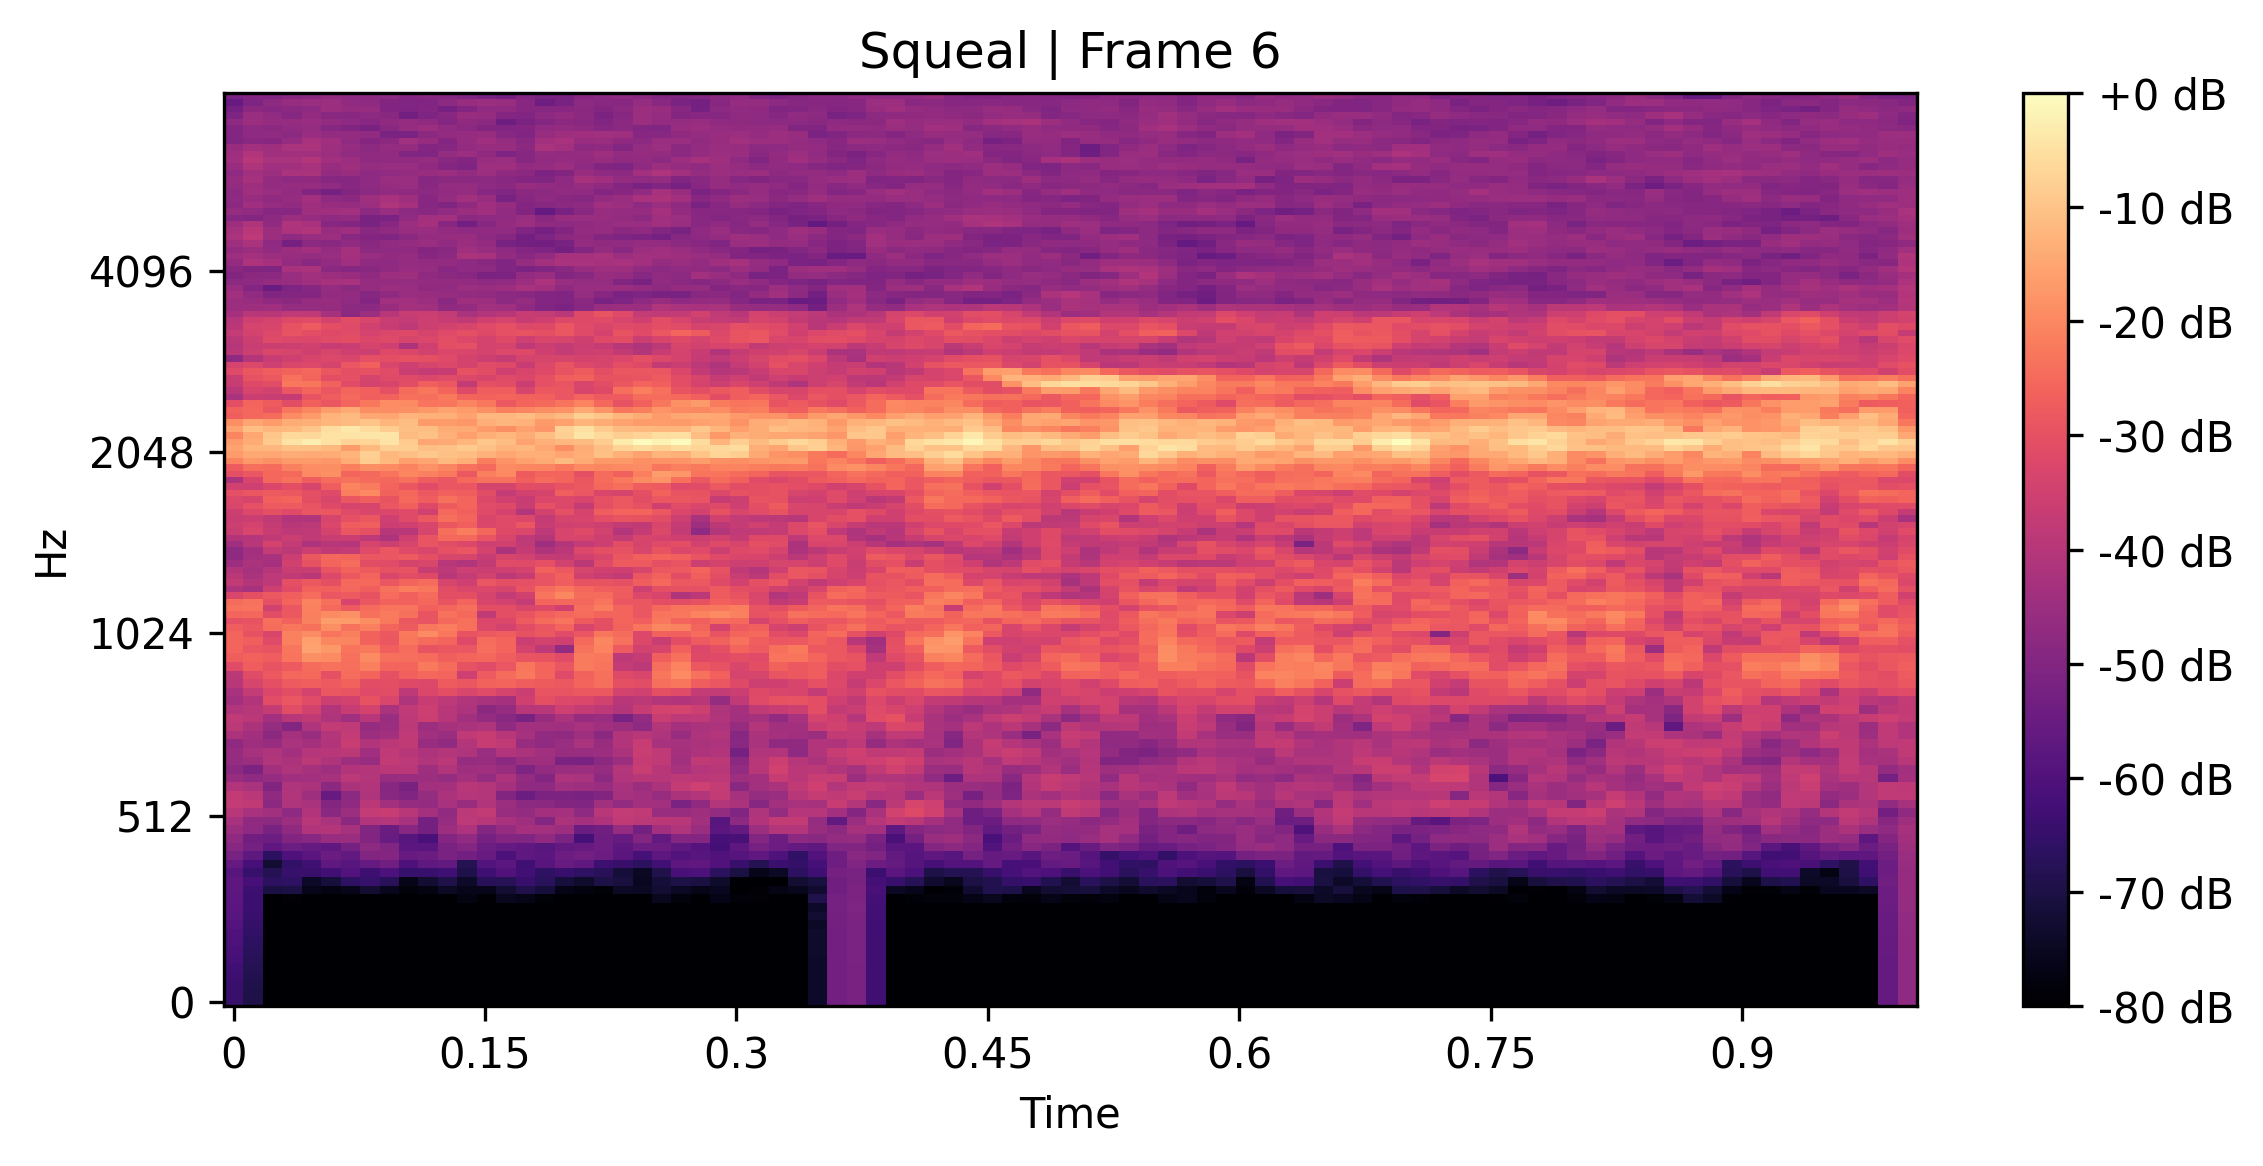 Squeal | Frame 6
+0 dB
-10 dB
-20 dB
-30 dB
-40 dB
-50 dB
-60 dB
-70 dB
-80 dB
Hz
4096
2048
1024
512
0
0 0.15 0.3 0.45 0.6 0.75 0.9
Time